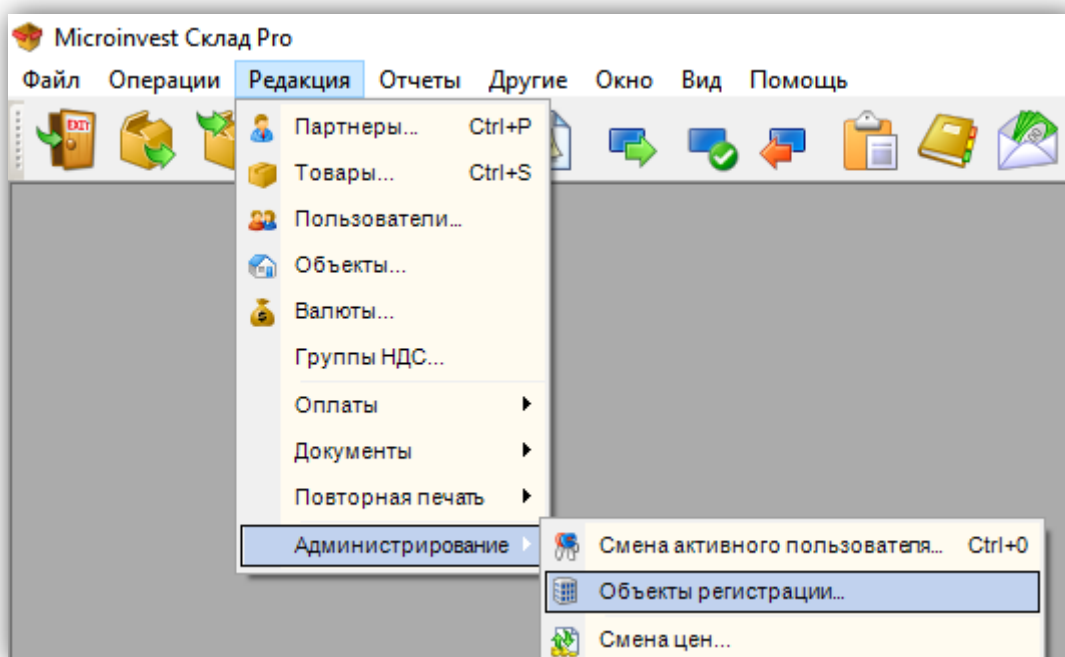 Microinvest Склад Pro
Файл Операции Редакция Отчеты Другие Окно Вид Помощь
EXIT
Партнеры... Ctrl+P
Товары... Ctrl+S
Пользователи...
Объекты...
Валюты...
Группы НДС...
Оплаты
Документы
Повторная печать
Администрирование
Смена активного пользователя... Ctrl+0
Объекты регистрации...
Смена цен...